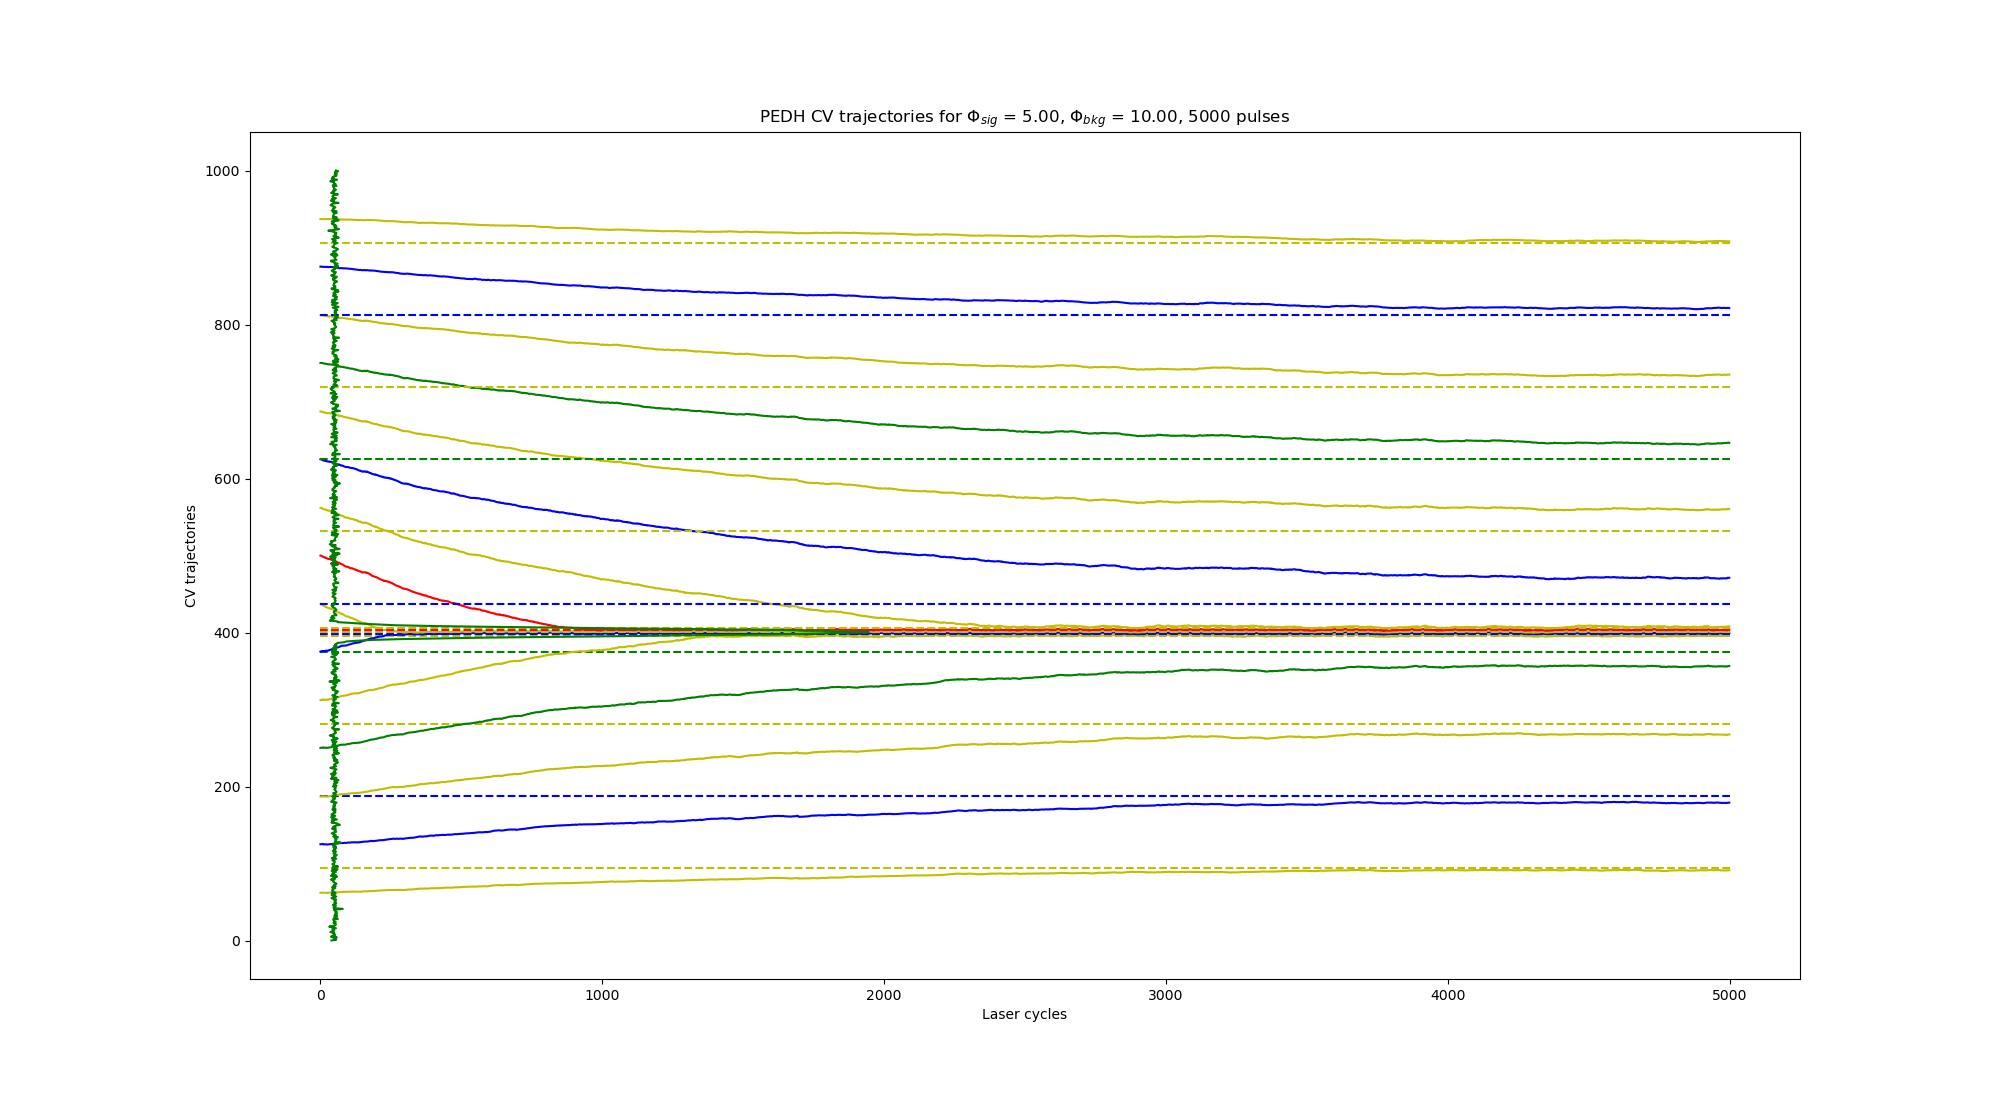 PEDH CV trajectories for Φ_sig = 5.00, Φ_bkg = 10.00, 5000 pulses
1000
800
600
400
200
0
CV trajectories
0 1000 2000 3000 4000 5000
Laser cycles